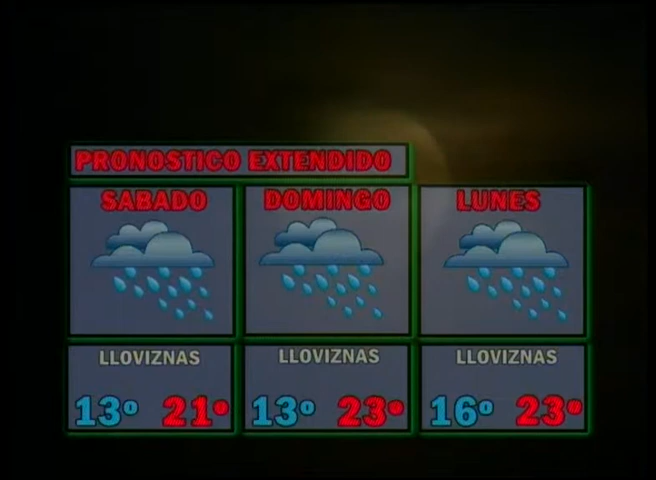 PRONOSTICO EXTENDIDO
SABADO DOMINGO LUNES
LLOVIZNAS LLOVIZNAS LLOVIZNAS
13º 21º 13º 23º 16º 23º